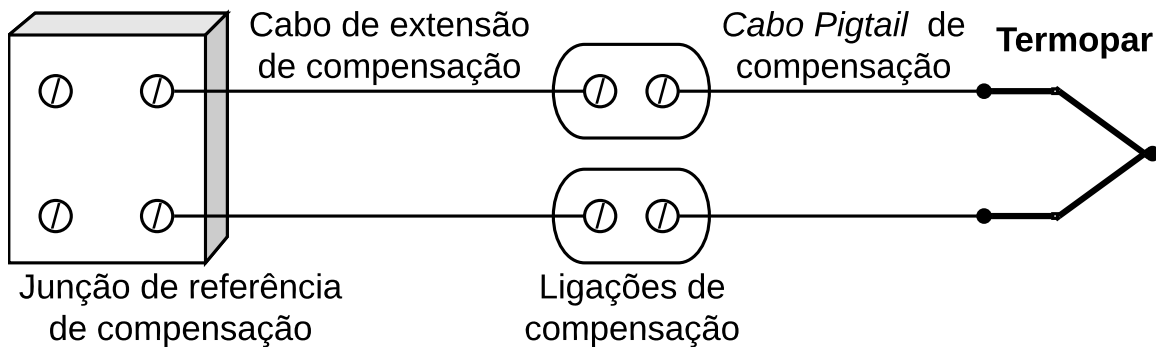 Cabo de extensão
de compensação
Cabo Pigtail de
compensação
Termopar
Junção de referência
de compensação
Ligações de
compensação